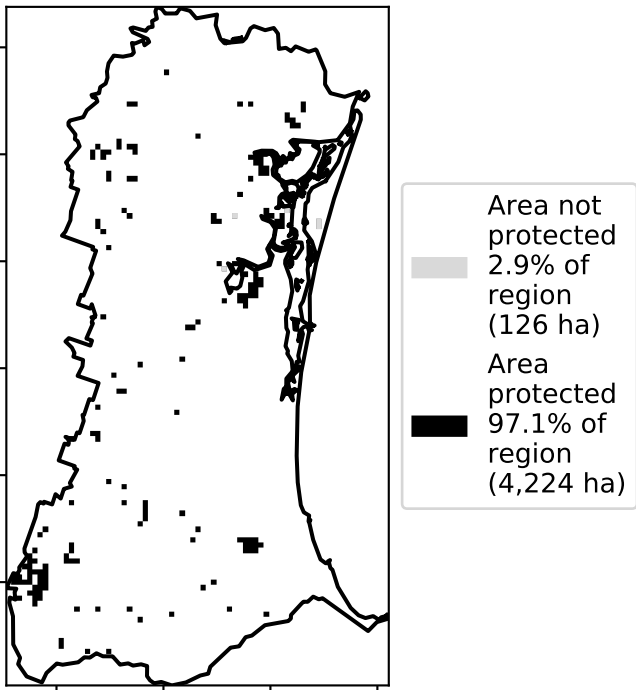 Area not
protected
2.9% of
region
(126 ha)
Area
protected
97.1% of
region
(4,224 ha)